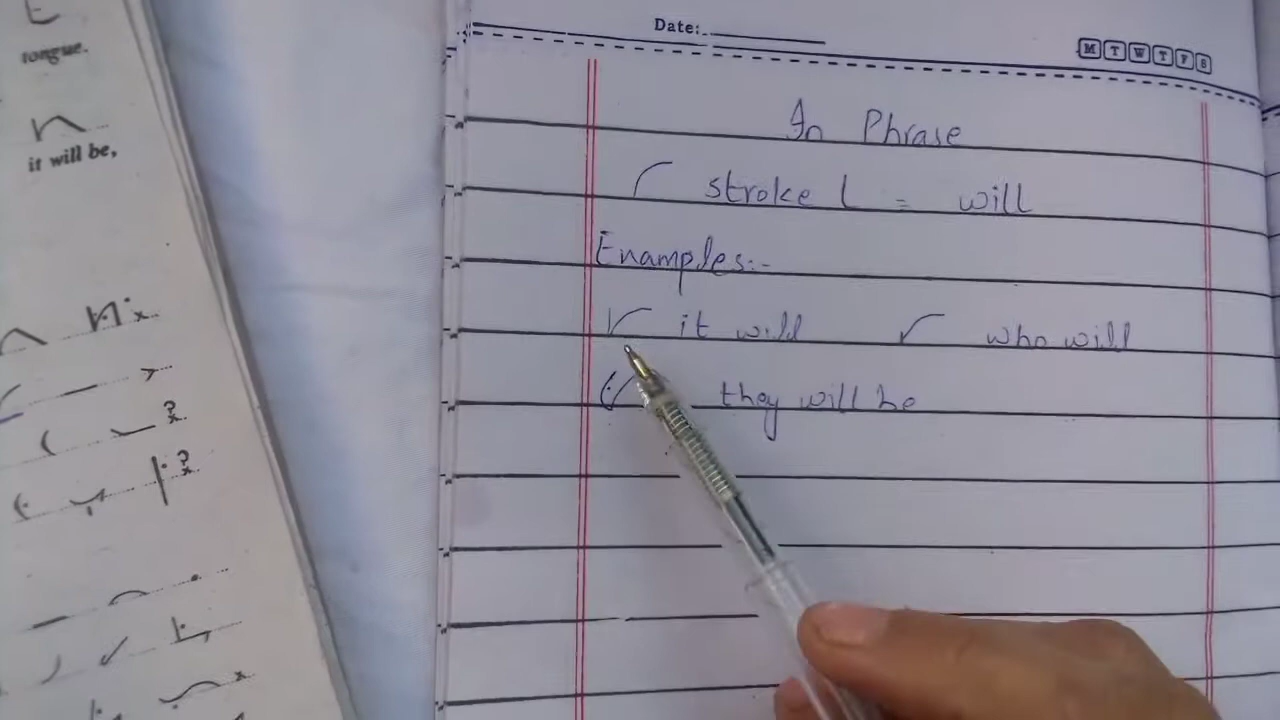 tongue.
it will be,
Date:
M T W T F S
In Phrase
stroke L = will
Examples:-
it will who will
they will be